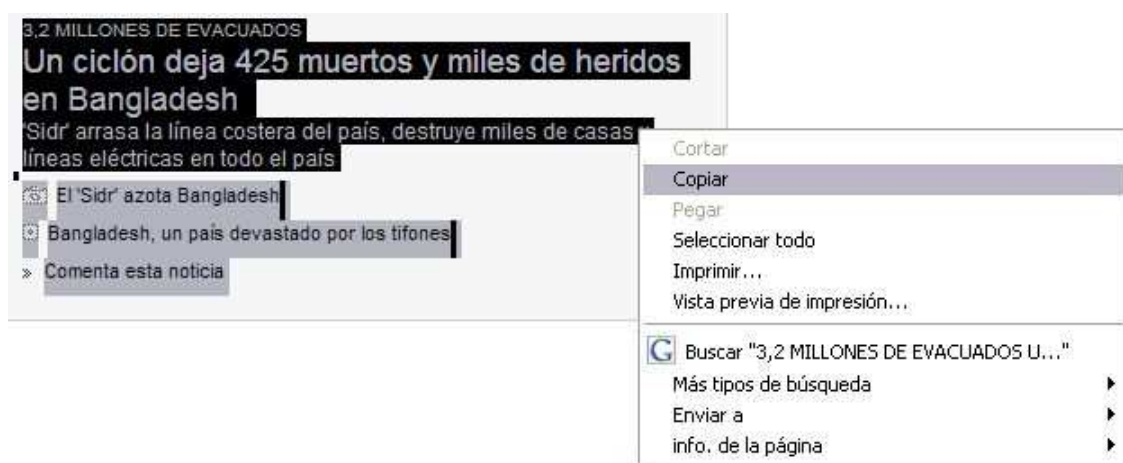 3,2 MILLONES DE EVACUADOS
Un ciclón deja 425 muertos y miles de heridos
en Bangladesh
'Sidr' arrasa la línea costera del país, destruye miles de casas
líneas eléctricas en todo el país
El 'Sidr' azota Bangladesh
Bangladesh, un país devastado por los tifones
» Comenta esta noticia
Cortar
Copiar
Pegar
Seleccionar todo
Imprimir...
Vista previa de impresión...
G Buscar "3,2 MILLONES DE EVACUADOS U..."
Más tipos de búsqueda
Enviar a
info. de la página